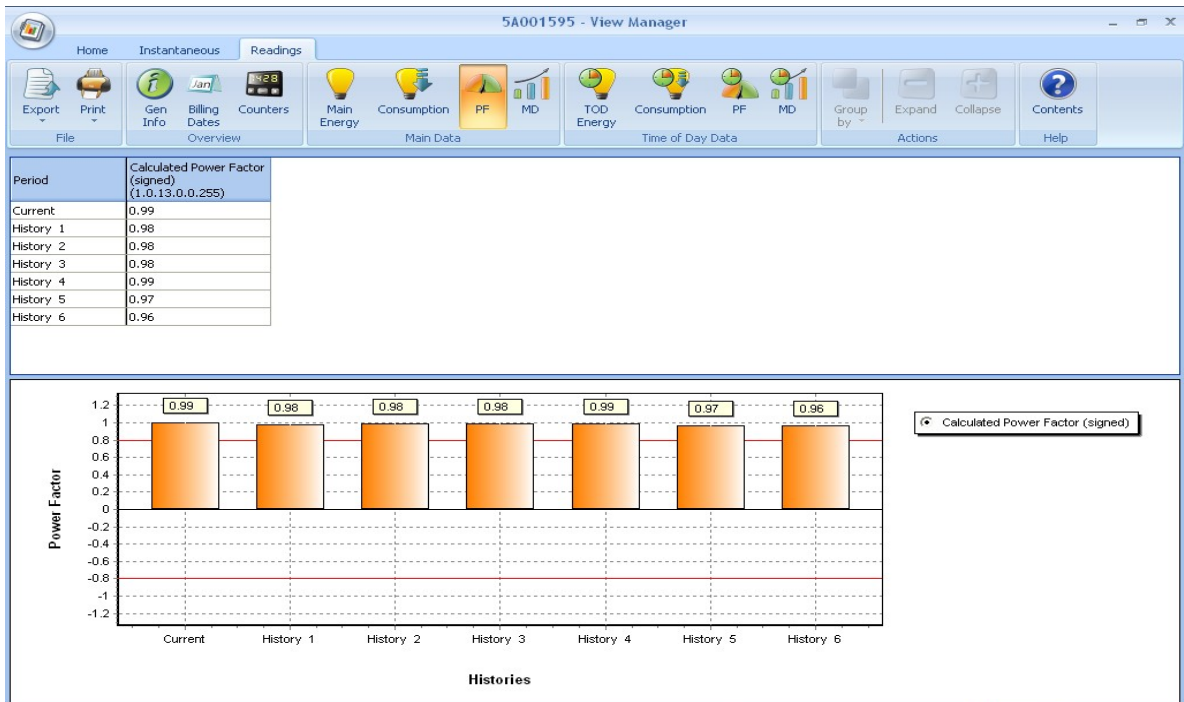 5A001595 - View Manager
Home Instantaneous Readings
Export Print Gen Info Billing Dates Counters Main Energy Consumption PF MD TOD Energy Consumption PF MD Group by Expand Collapse Contents
File Overview Main Data Time of Day Data Actions Help
Period Calculated Power Factor (signed) (1.0.13.0.0.255)
Current 0.99
History 1 0.98
History 2 0.98
History 3 0.98
History 4 0.99
History 5 0.97
History 6 0.96
0.99 0.98 0.98 0.98 0.99 0.97 0.96
Calculated Power Factor (signed)
Power Factor
1.2
1
0.8
0.6
0.4
0.2
0
-0.2
-0.4
-0.6
-0.8
-1
-1.2
Current History 1 History 2 History 3 History 4 History 5 History 6
Histories